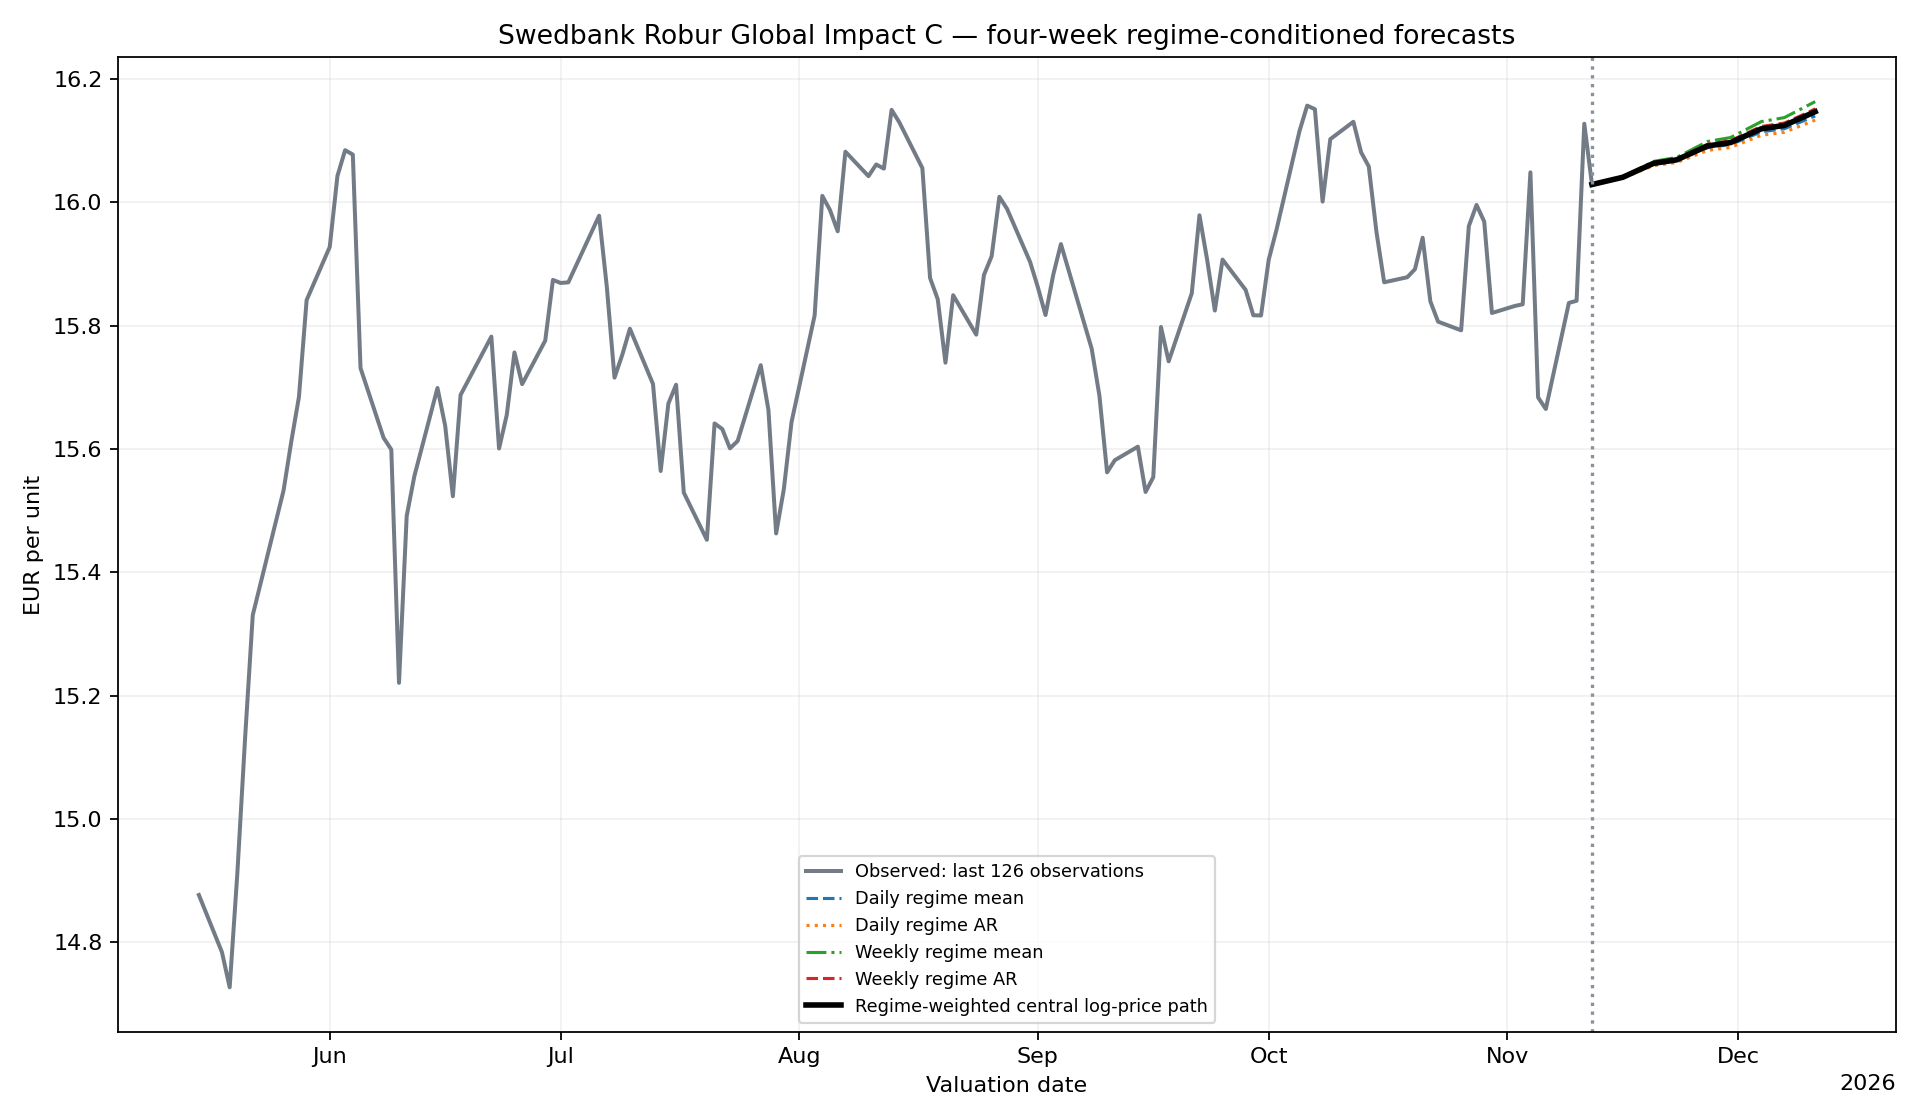 Swedbank Robur Global Impact C — four-week regime-conditioned forecasts
EUR per unit
16.2
16.0
15.8
15.6
15.4
15.2
15.0
14.8
Observed: last 126 observations
Daily regime mean
Daily regime AR
Weekly regime mean
Weekly regime AR
Regime-weighted central log-price path
Jun Jul Aug Sep Oct Nov Dec
Valuation date
2026